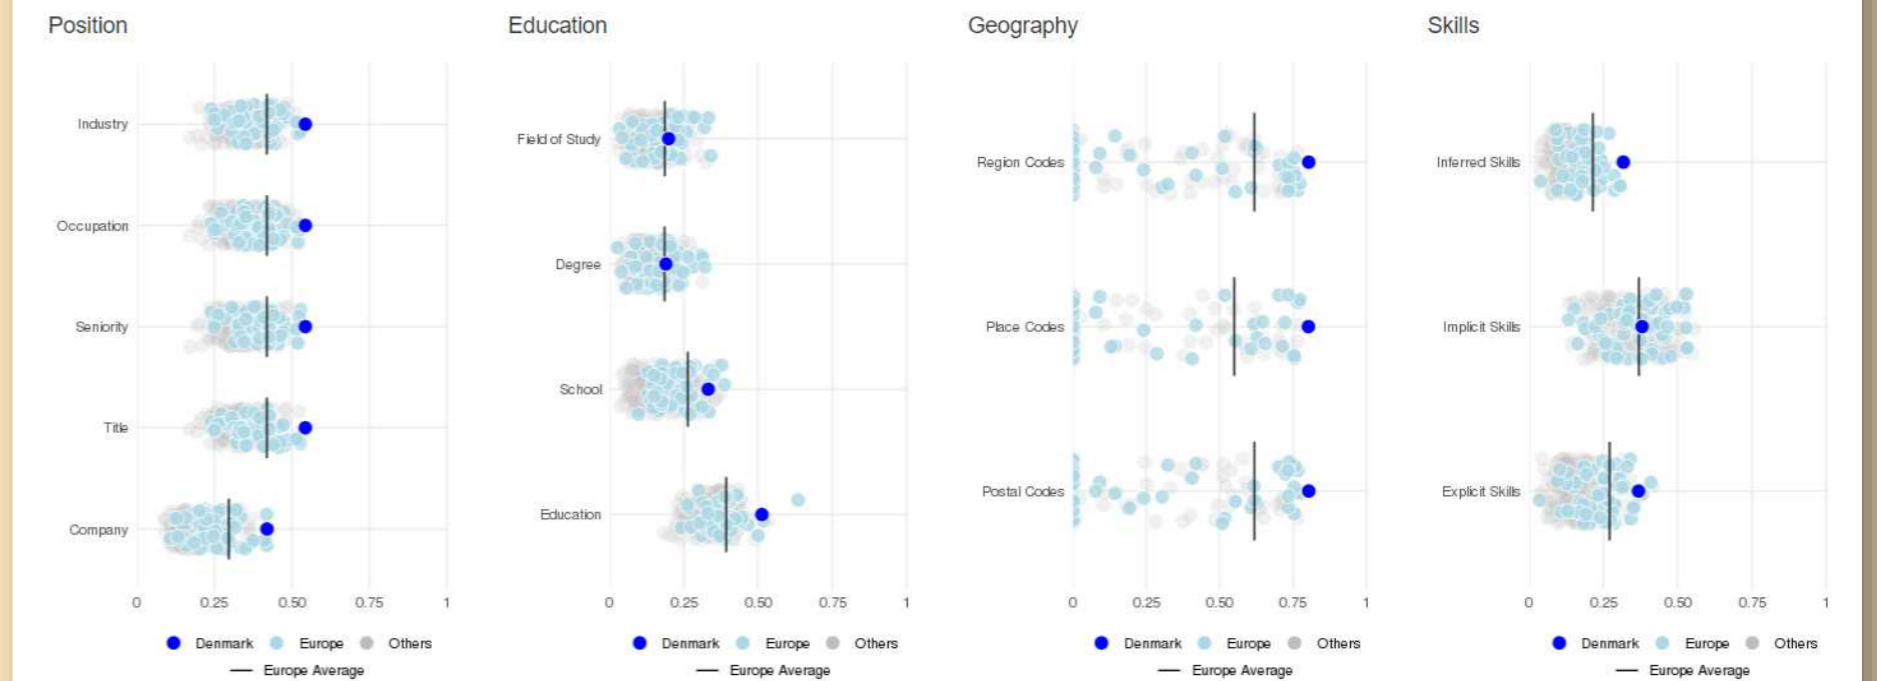 Position
Education
Geography
Skills
Industry
Occupation
Seniority
Title
Company
0 0.25 0.50 0.75 1
Denmark Europe Others
Europe Average
Field of Study
Degree
School
Education
0 0.25 0.50 0.75 1
Denmark Europe Others
Europe Average
Region Codes
Place Codes
Postal Codes
0 0.25 0.50 0.75 1
Denmark Europe Others
Europe Average
Inferred Skills
Implicit Skills
Explicit Skills
0 0.25 0.50 0.75 1
Denmark Europe Others
Europe Average